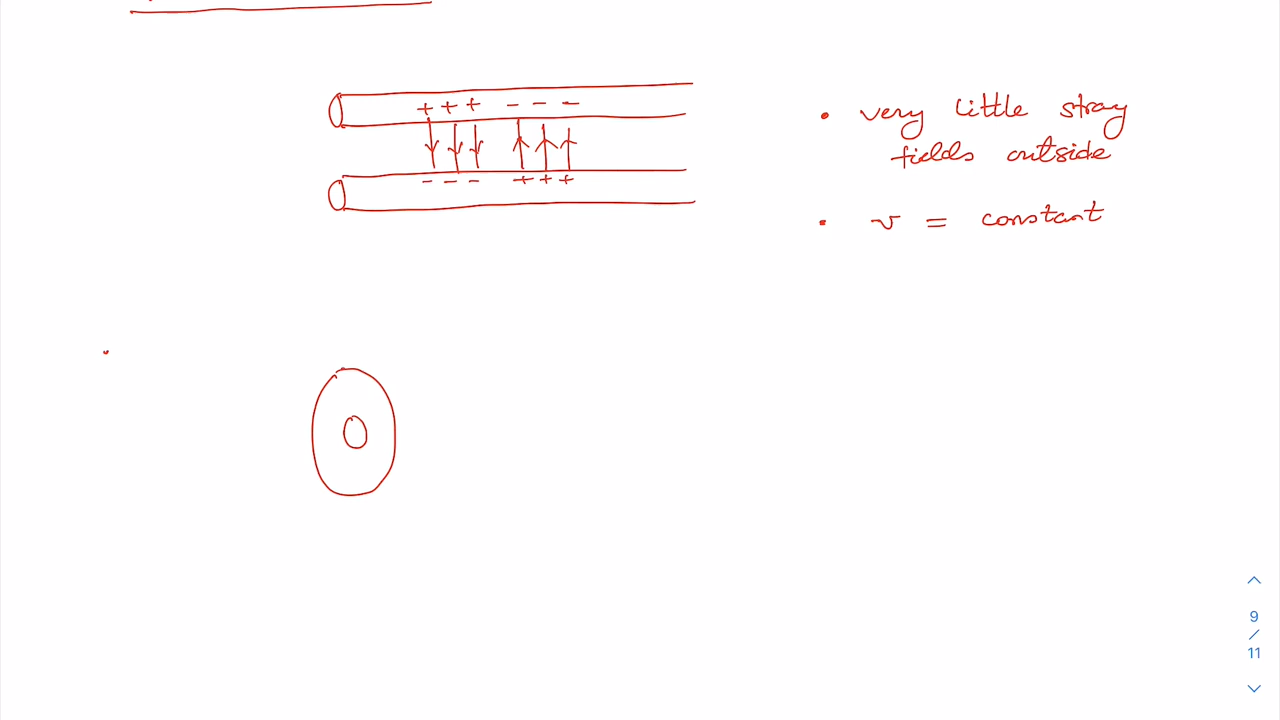 + + + - - -
- - - + + +
• very little stray
fields outside
• v = constant
9
/
11